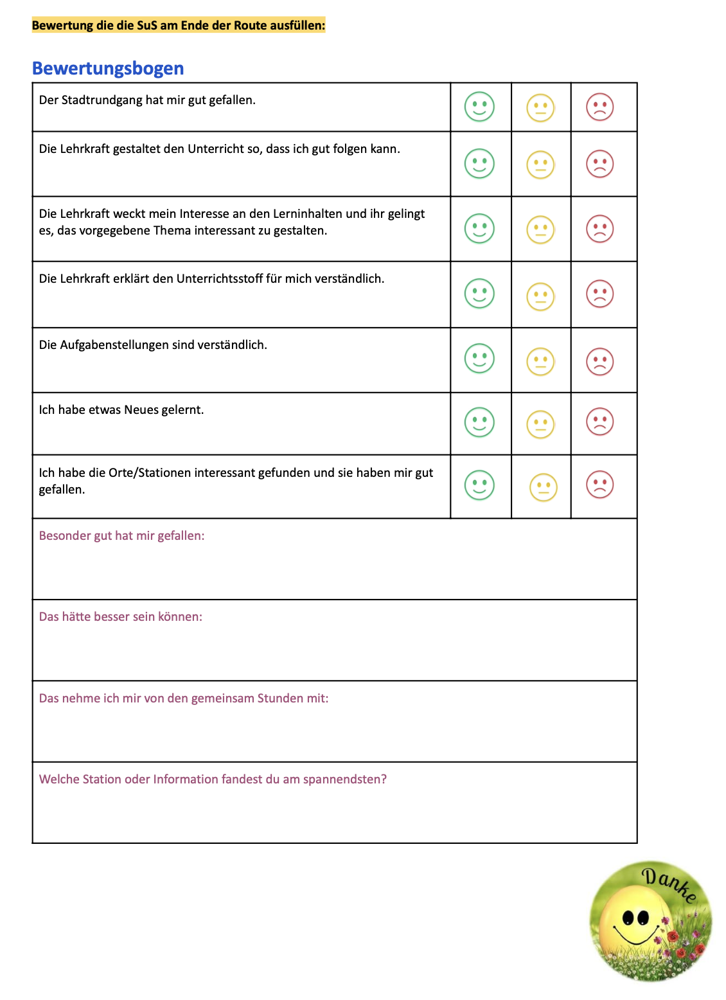 Bewertung die die SuS am Ende der Route ausfüllen:
Bewertungsbogen
Der Stadtrundgang hat mir gut gefallen.
Die Lehrkraft gestaltet den Unterricht so, dass ich gut folgen kann.
Die Lehrkraft weckt mein Interesse an den Lerninhalten und ihr gelingt
es, das vorgegebene Thema interessant zu gestalten.
Die Lehrkraft erklärt den Unterrichtsstoff für mich verständlich.
Die Aufgabenstellungen sind verständlich.
Ich habe etwas Neues gelernt.
Ich habe die Orte/Stationen interessant gefunden und sie haben mir gut
gefallen.
Besonder gut hat mir gefallen:
Das hätte besser sein können:
Das nehme ich mir von den gemeinsam Stunden mit:
Welche Station oder Information fandest du am spannendsten?
Danke